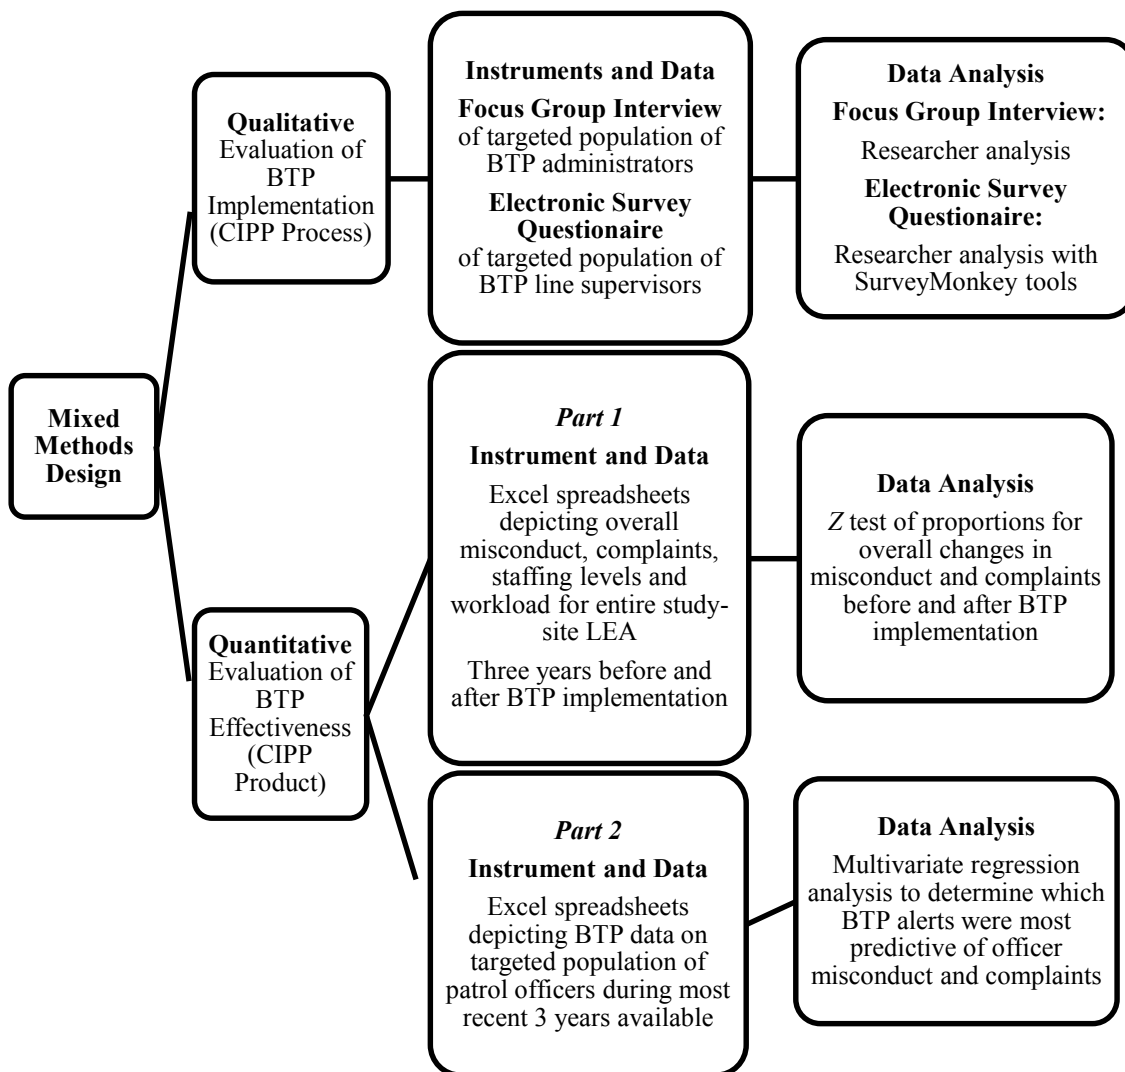 Mixed
Methods
Design
Qualitative
Evaluation of
BTP
Implementation
(CIPP Process)
Instruments and Data
Focus Group Interview
of targeted population of
BTP administrators
Electronic Survey
Questionaire
of targeted population of
BTP line supervisors
Data Analysis
Focus Group Interview:
Researcher analysis
Electronic Survey
Questionaire:
Researcher analysis with
SurveyMonkey tools
Quantitative
Evaluation of
BTP
Effectiveness
(CIPP
Product)
Part 1
Instrument and Data
Excel spreadsheets
depicting overall
misconduct, complaints,
staffing levels and
workload for entire study-
site LEA
Three years before and
after BTP implementation
Data Analysis
Z test of proportions for
overall changes in
misconduct and complaints
before and after BTP
implementation
Part 2
Instrument and Data
Excel spreadsheets
depicting BTP data on
targeted population of
patrol officers during most
recent 3 years available
Data Analysis
Multivariate regression
analysis to determine which
BTP alerts were most
predictive of officer
misconduct and complaints